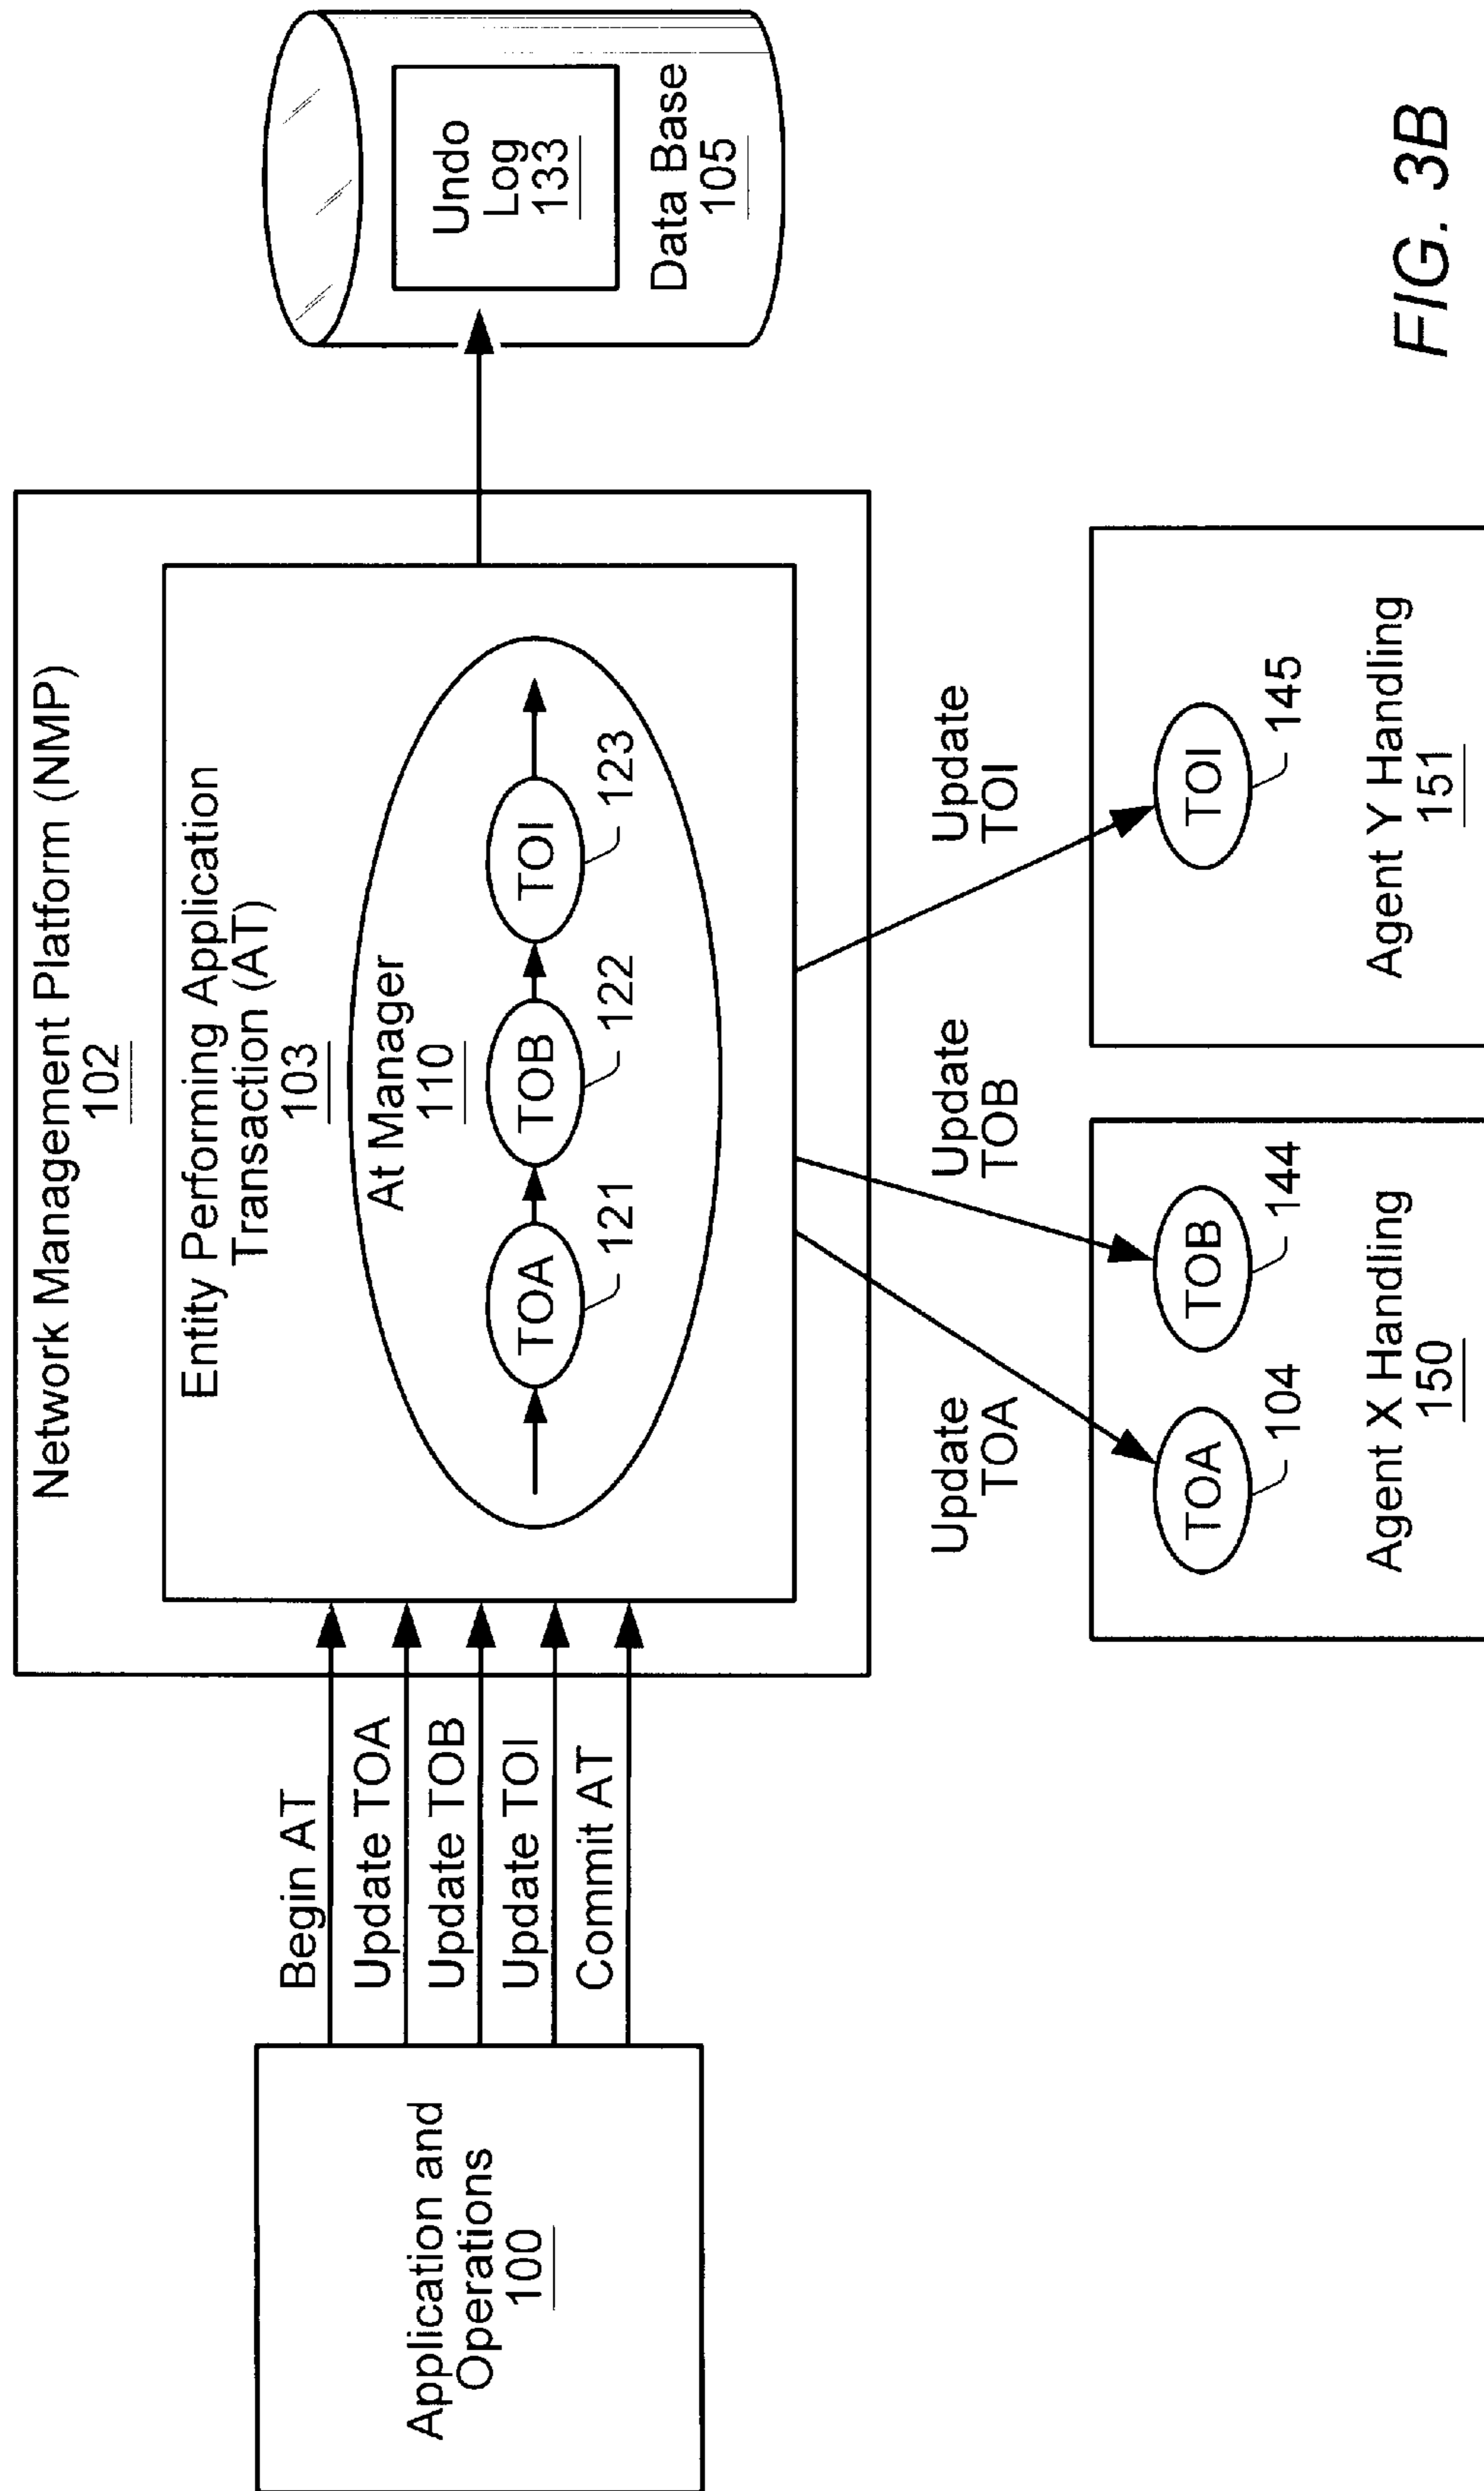 Network Management Platform (NMP)
102
Entity Performing Application
Transaction (AT)
103
At Manager
110
TOA
TOB
TOI
121
122
123
Application and
Operations
100
Begin AT
Update TOA
Update TOB
Update TOI
Commit AT
Undo
Log
133
Data Base
105
Update
TOA
Update
TOB
Update
TOI
TOA
104
TOB
144
Agent X Handling
150
TOI
145
Agent Y Handling
151
FIG. 3B